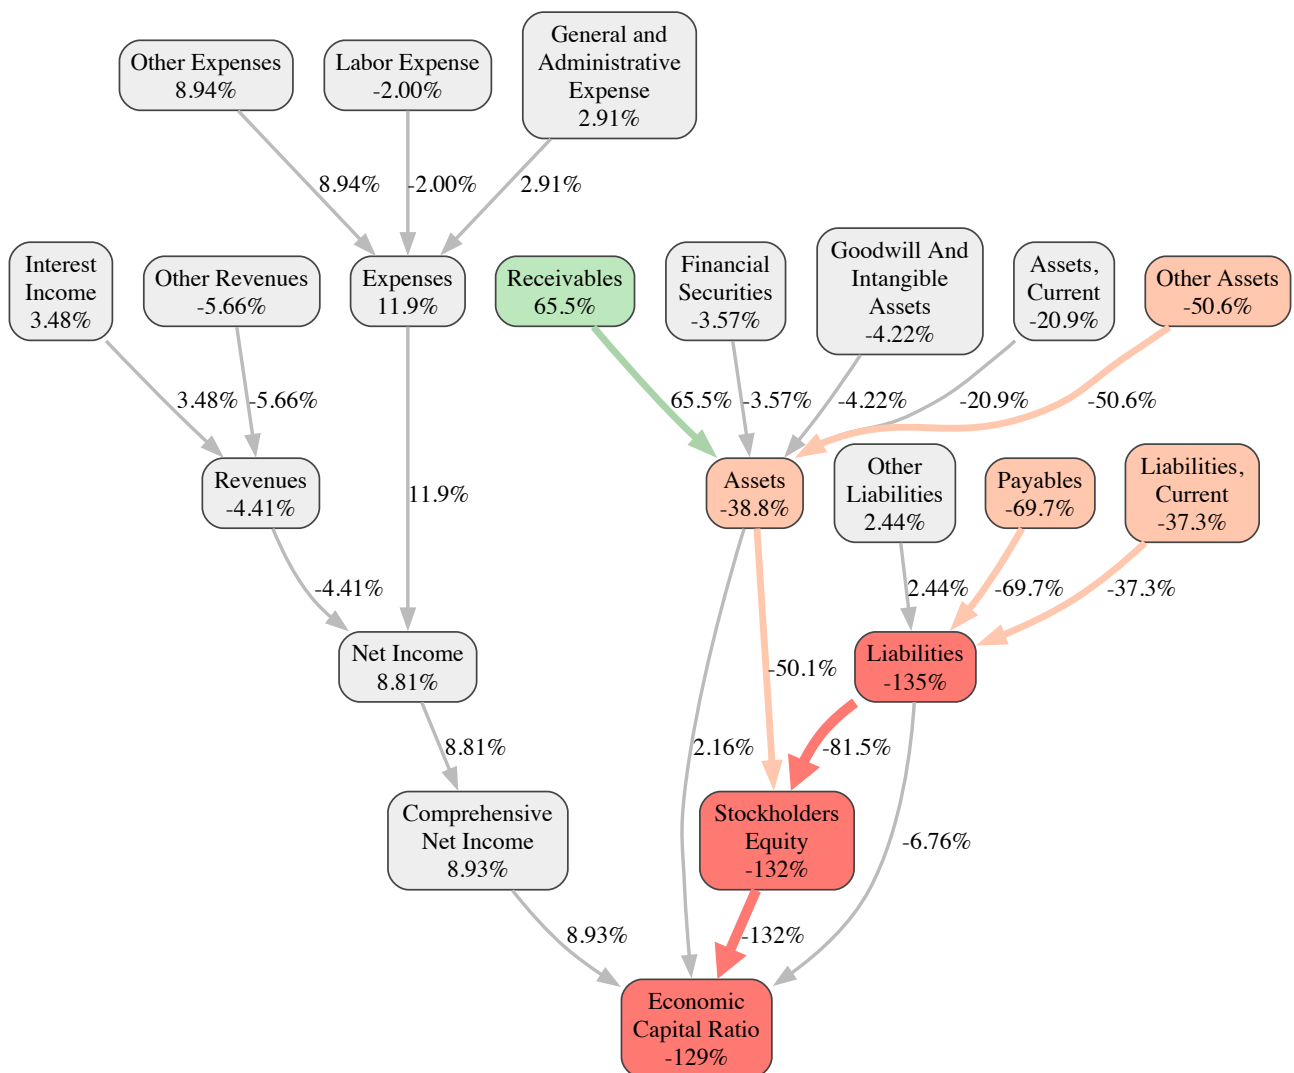 Other Expenses
8.94%
Labor Expense
-2.00%
General and
Administrative
Expense
2.91%
8.94%
-2.00%
2.91%
Interest
Income
3.48%
Other Revenues
-5.66%
Expenses
11.9%
Receivables
65.5%
Financial
Securities
-3.57%
Goodwill And
Intangible
Assets
-4.22%
Assets,
Current
-20.9%
Other Assets
-50.6%
3.48%
-5.66%
65.5%
-3.57%
-4.22%
-20.9%
-50.6%
Revenues
-4.41%
11.9%
Assets
-38.8%
Other
Liabilities
2.44%
Payables
-69.7%
Liabilities,
Current
-37.3%
-4.41%
2.44%
-69.7%
-37.3%
Net Income
8.81%
-50.1%
Liabilities
-135%
8.81%
2.16%
-81.5%
Comprehensive
Net Income
8.93%
Stockholders
Equity
-132%
-6.76%
8.93%
-132%
Economic
Capital Ratio
-129%